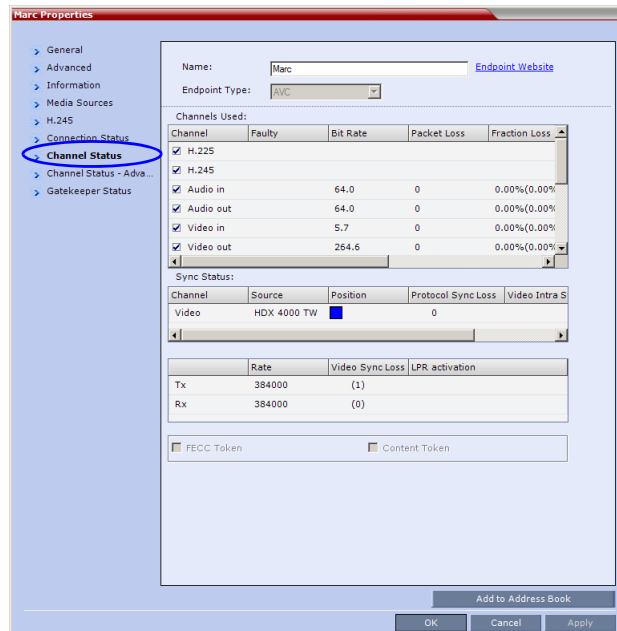 Marc Properties
General
Advanced
Information
Media Sources
H.245
Connection Status
Channel Status
Channel Status - Adva...
Gatekeeper Status
Name: Marc Endpoint Website
Endpoint Type: AVC
Channels Used:
Channel Faulty Bit Rate Packet Loss Fraction Loss
H.225
H.245
Audio in 64.0 0 0.00%(0.00%
Audio out 64.0 0 0.00%(0.00%
Video in 5.7 0 0.00%(0.00%
Video out 264.6 0 0.00%(0.00%
Sync Status:
Channel Source Position Protocol Sync Loss Video Intra S
Video HDX 4000 TW 0
Rate Video Sync Loss LPR activation
Tx 384000 (1)
Rx 384000 (0)
FECC Token Content Token
Add to Address Book
OK Cancel Apply